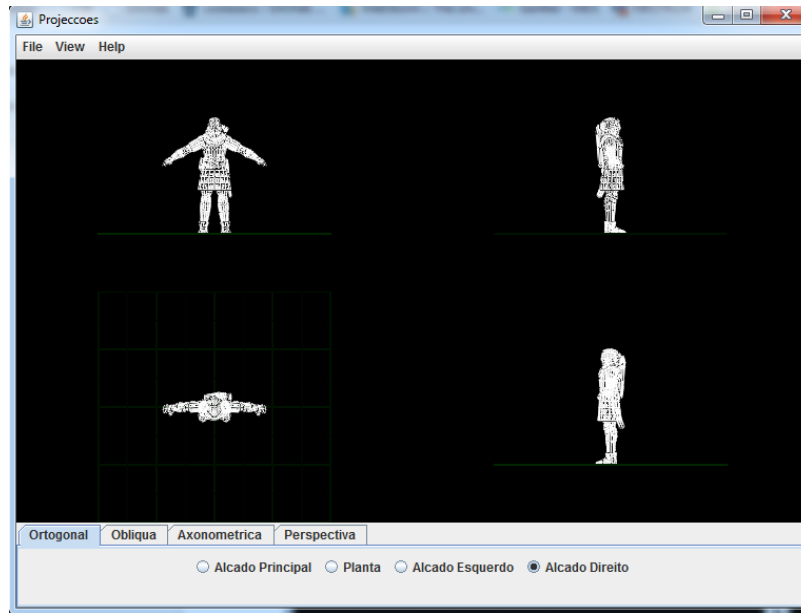 Projeccoes
File View Help
Ortogonal Obliqua Axonometrica Perspectiva
Alcado Principal Planta Alcado Esquerdo Alcado Direito